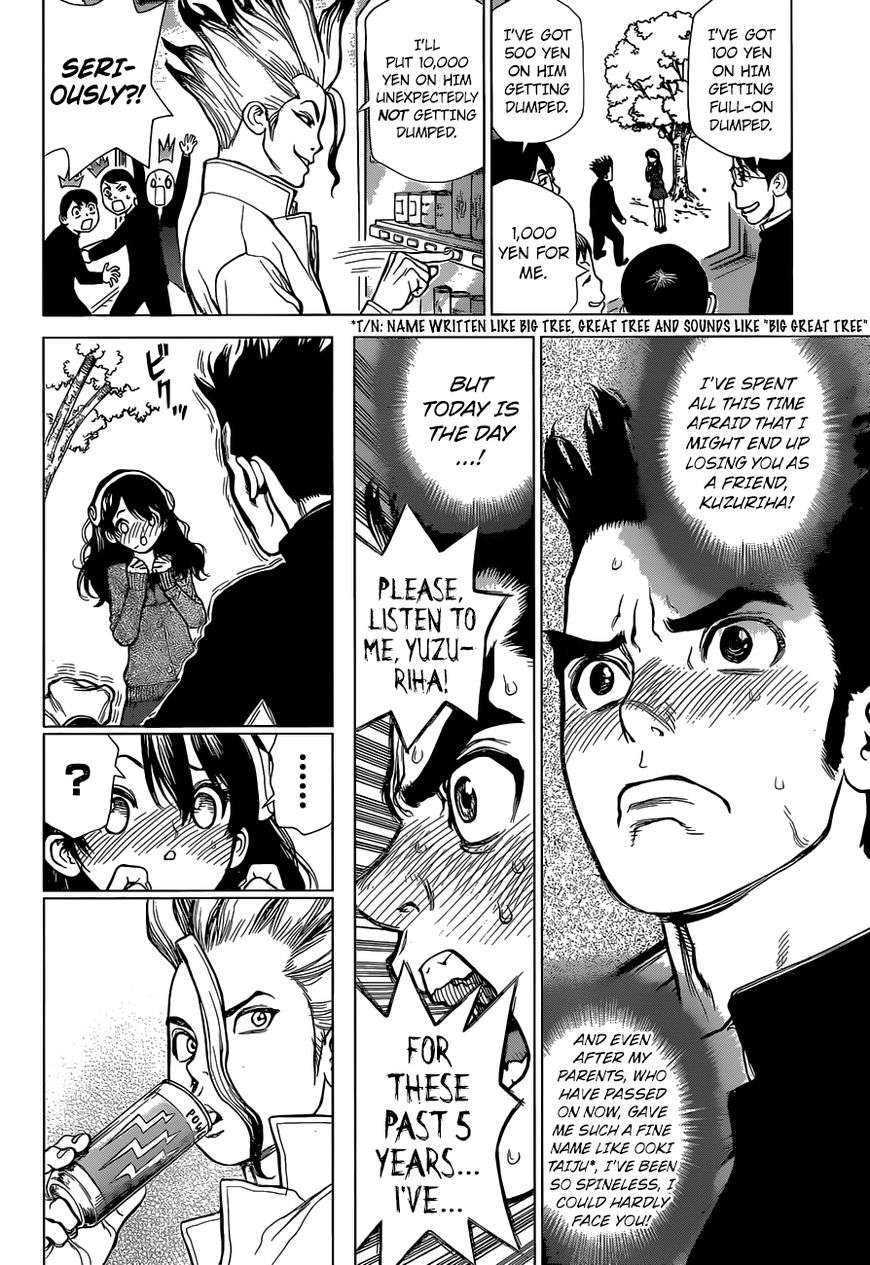 I'VE GOT
100 YEN
ON HIM
GETTING
FULL-ON
DUMPED.
I'VE GOT
500 YEN
ON HIM
GETTING
DUMPED.
1,000
YEN FOR
ME.
I'LL
PUT 10,000
YEN ON HIM
UNEXPECTEDLY
NOT GETTING
DUMPED.
SERI-
OUSLY?!
*T/N: NAME WRITTEN LIKE BIG TREE, GREAT TREE AND SOUNDS LIKE "BIG GREAT TREE"
I'VE SPENT
ALL THIS TIME
AFRAID THAT I
MIGHT END UP
LOSING YOU AS
A FRIEND,
KUZURIHA!
AND EVEN
AFTER MY
PARENTS, WHO
HAVE PASSED
ON NOW, GAVE
ME SUCH A FINE
NAME LIKE OOKI
TAIJU*, I'VE BEEN
SO SPINELESS, I
COULD HARDLY
FACE YOU!
BUT
TODAY IS
THE DAY
...!
PLEASE,
LISTEN TO
ME, YUZU-
RIHA!
FOR
THESE
PAST 5
YEARS...
I'VE...
ビクッ
......
?
POW